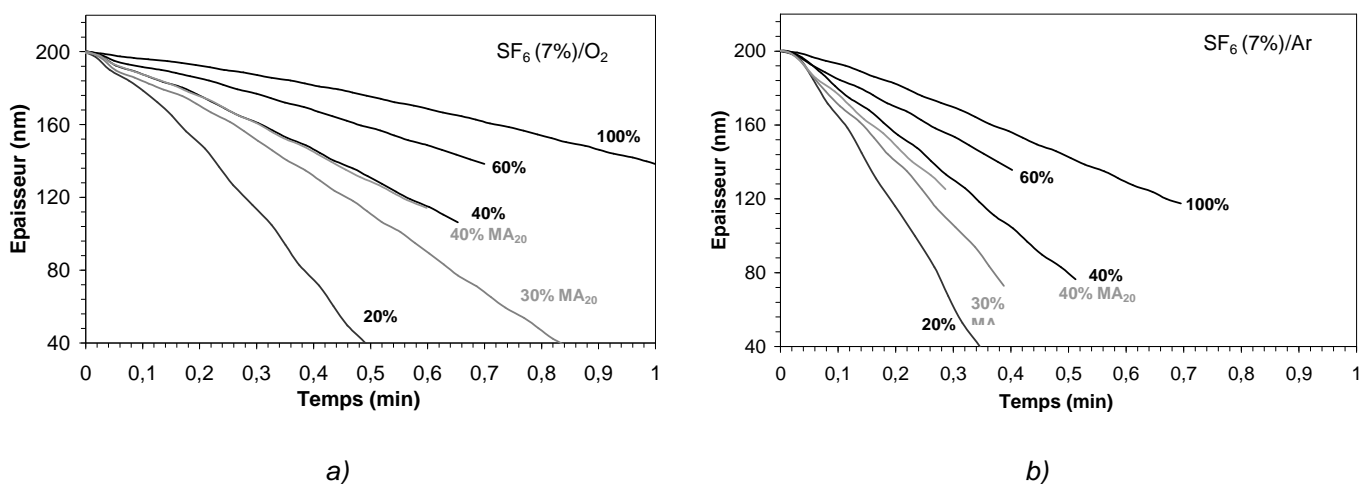 SF6 (7%)/O2
200
160
120
80
40
Epaisseur (nm)
100%
60%
40%
40% MA20
30% MA20
20%
0 0,1 0,2 0,3 0,4 0,5 0,6 0,7 0,8 0,9 1
Temps (min)
a)
SF6 (7%)/Ar
200
160
120
80
40
Epaisseur (nm)
60%
100%
40%
40% MA20
30%
MA
20%
0 0,1 0,2 0,3 0,4 0,5 0,6 0,7 0,8 0,9 1
Temps (min)
b)